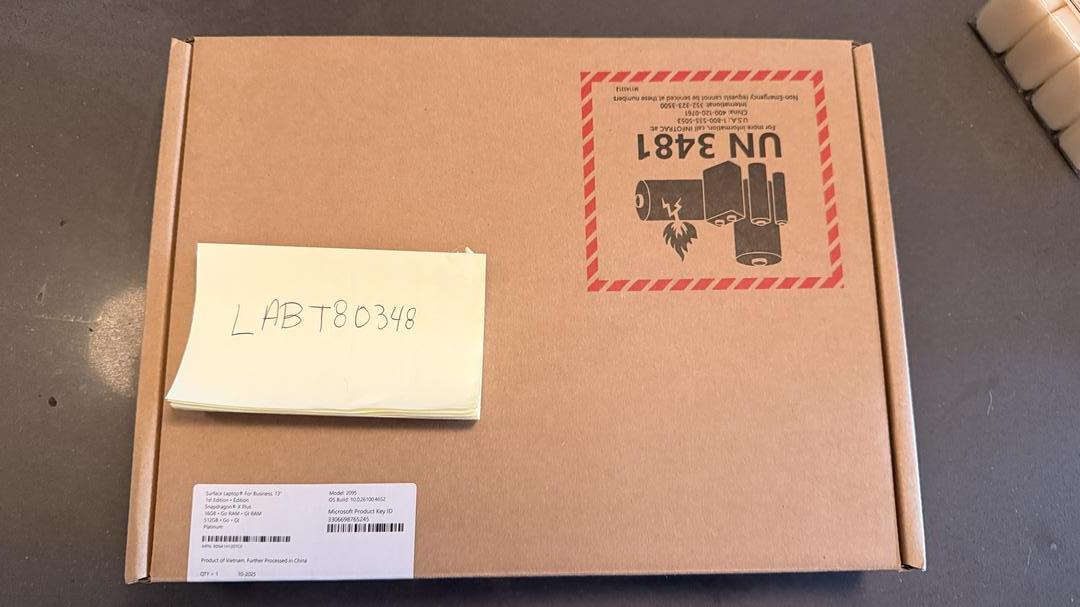 LABT80348
UN 3481
For more information, call INFOTRAC at:
U.S.A.: 1-800-535-5053
China: 400-120-0761
International: 352-323-3500
Non-Emergency requests cannot be serviced at these numbers
Surface Laptop® For Business, 13"
1st Edition • Édition
Snapdragon® X Plus
16GB • Go RAM • Gt RAM
512GB • Go • Gt
Platinum
Product of Vietnam. Further Processed in China
QTY = 1 10-2025
Model: 2095
OS Build: 10.0.26100.4652
Microsoft Product Key ID
3306698765245